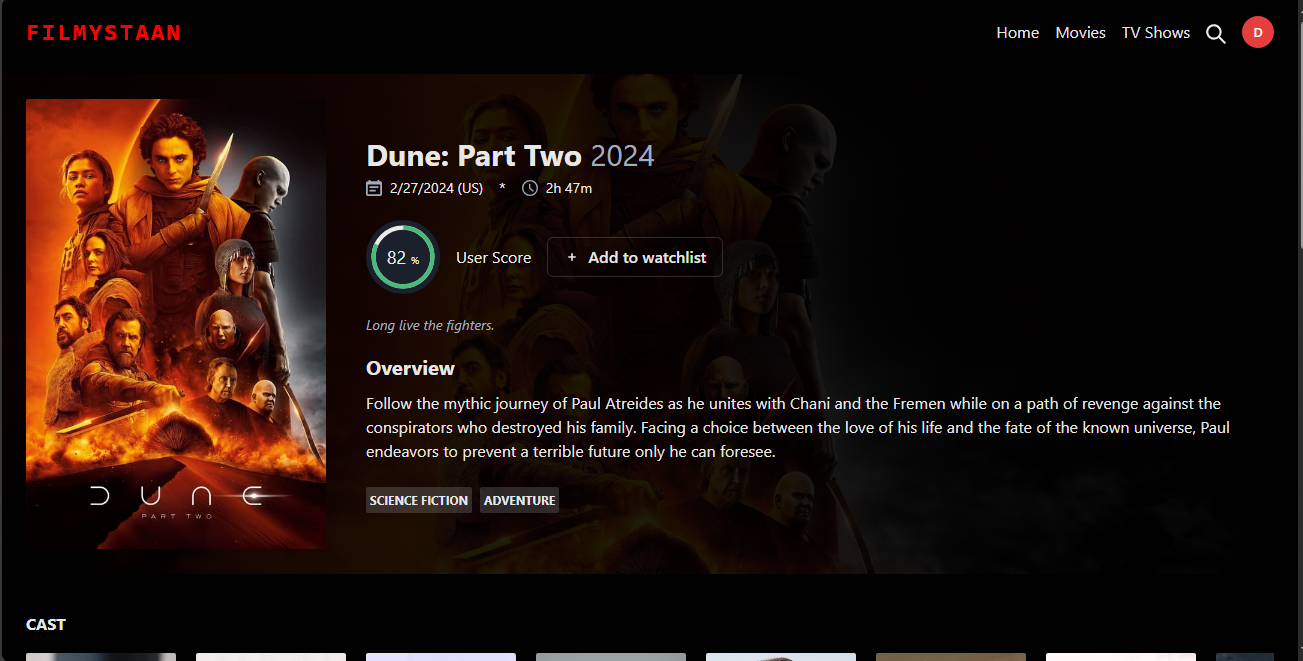 FILMYSTAAN
Home Movies TV Shows D
Dune: Part Two 2024
2/27/2024 (US) * 2h 47m
82 % User Score + Add to watchlist
Long live the fighters.
Overview
Follow the mythic journey of Paul Atreides as he unites with Chani and the Fremen while on a path of revenge against the
conspirators who destroyed his family. Facing a choice between the love of his life and the fate of the known universe, Paul
endeavors to prevent a terrible future only he can foresee.
SCIENCE FICTION ADVENTURE
DUNE
PART TWO
CAST